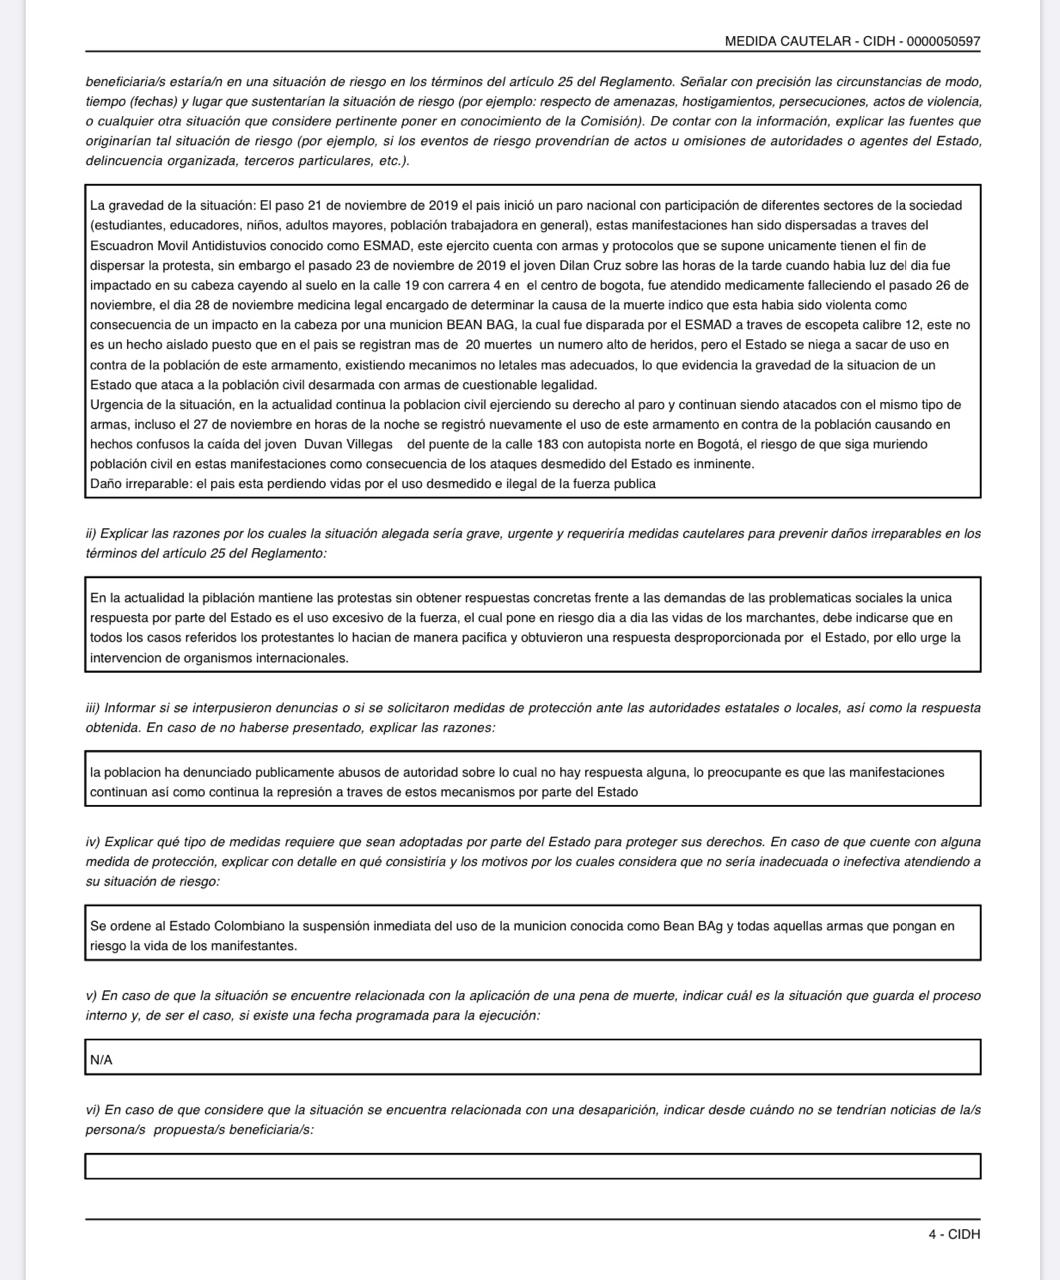 MEDIDA CAUTELAR - CIDH - 0000050597
beneficiaria/s estaría/n en una situación de riesgo en los términos del artículo 25 del Reglamento. Señalar con precisión las circunstancias de modo,
tiempo (fechas) y lugar que sustentarían la situación de riesgo (por ejemplo: respecto de amenazas, hostigamientos, persecuciones, actos de violencia,
o cualquier otra situación que considere pertinente poner en conocimiento de la Comisión). De contar con la información, explicar las fuentes que
originarían tal situación de riesgo (por ejemplo, si los eventos de riesgo provendrían de actos u omisiones de autoridades o agentes del Estado,
delincuencia organizada, terceros particulares, etc.).
La gravedad de la situación: El paso 21 de noviembre de 2019 el pais inició un paro nacional con participación de diferentes sectores de la sociedad
(estudiantes, educadores, niños, adultos mayores, población trabajadora en general), estas manifestaciones han sido dispersadas a traves del
Escuadron Movil Antidistuvios conocido como ESMAD, este ejercito cuenta con armas y protocolos que se supone unicamente tienen el fin de
dispersar la protesta, sin embargo el pasado 23 de noviembre de 2019 el joven Dilan Cruz sobre las horas de la tarde cuando habia luz del dia fue
impactado en su cabeza cayendo al suelo en la calle 19 con carrera 4 en el centro de bogota, fue atendido medicamente falleciendo el pasado 26 de
noviembre, el dia 28 de noviembre medicina legal encargado de determinar la causa de la muerte indico que esta habia sido violenta como
consecuencia de un impacto en la cabeza por una municion BEAN BAG, la cual fue disparada por el ESMAD a traves de escopeta calibre 12, este no
es un hecho aislado puesto que en el pais se registran mas de 20 muertes un numero alto de heridos, pero el Estado se niega a sacar de uso en
contra de la población de este armamento, existiendo mecanimos no letales mas adecuados, lo que evidencia la gravedad de la situacion de un
Estado que ataca a la población civil desarmada con armas de cuestionable legalidad.
Urgencia de la situación, en la actualidad continua la poblacion civil ejerciendo su derecho al paro y continuan siendo atacados con el mismo tipo de
armas, incluso el 27 de noviembre en horas de la noche se registró nuevamente el uso de este armamento en contra de la población causando en
hechos confusos la caída del joven Duvan Villegas del puente de la calle 183 con autopista norte en Bogotá, el riesgo de que siga muriendo
población civil en estas manifestaciones como consecuencia de los ataques desmedido del Estado es inminente.
Daño irreparable: el pais esta perdiendo vidas por el uso desmedido e ilegal de la fuerza publica
ii) Explicar las razones por los cuales la situación alegada sería grave, urgente y requeriría medidas cautelares para prevenir daños irreparables en los
términos del artículo 25 del Reglamento:
En la actualidad la piblación mantiene las protestas sin obtener respuestas concretas frente a las demandas de las problematicas sociales la unica
respuesta por parte del Estado es el uso excesivo de la fuerza, el cual pone en riesgo dia a dia las vidas de los marchantes, debe indicarse que en
todos los casos referidos los protestantes lo hacian de manera pacifica y obtuvieron una respuesta desproporcionada por el Estado, por ello urge la
intervencion de organismos internacionales.
iii) Informar si se interpusieron denuncias o si se solicitaron medidas de protección ante las autoridades estatales o locales, así como la respuesta
obtenida. En caso de no haberse presentado, explicar las razones:
la poblacion ha denunciado publicamente abusos de autoridad sobre lo cual no hay respuesta alguna, lo preocupante es que las manifestaciones
continuan así como continua la represión a traves de estos mecanismos por parte del Estado
iv) Explicar qué tipo de medidas requiere que sean adoptadas por parte del Estado para proteger sus derechos. En caso de que cuente con alguna
medida de protección, explicar con detalle en qué consistiría y los motivos por los cuales considera que no sería inadecuada o inefectiva atendiendo a
su situación de riesgo:
Se ordene al Estado Colombiano la suspensión inmediata del uso de la municion conocida como Bean BAg y todas aquellas armas que pongan en
riesgo la vida de los manifestantes.
v) En caso de que la situación se encuentre relacionada con la aplicación de una pena de muerte, indicar cuál es la situación que guarda el proceso
interno y, de ser el caso, si existe una fecha programada para la ejecución:
N/A
vi) En caso de que considere que la situación se encuentra relacionada con una desaparición, indicar desde cuándo no se tendrían noticias de la/s
persona/s propuesta/s beneficiaria/s:
4 - CIDH